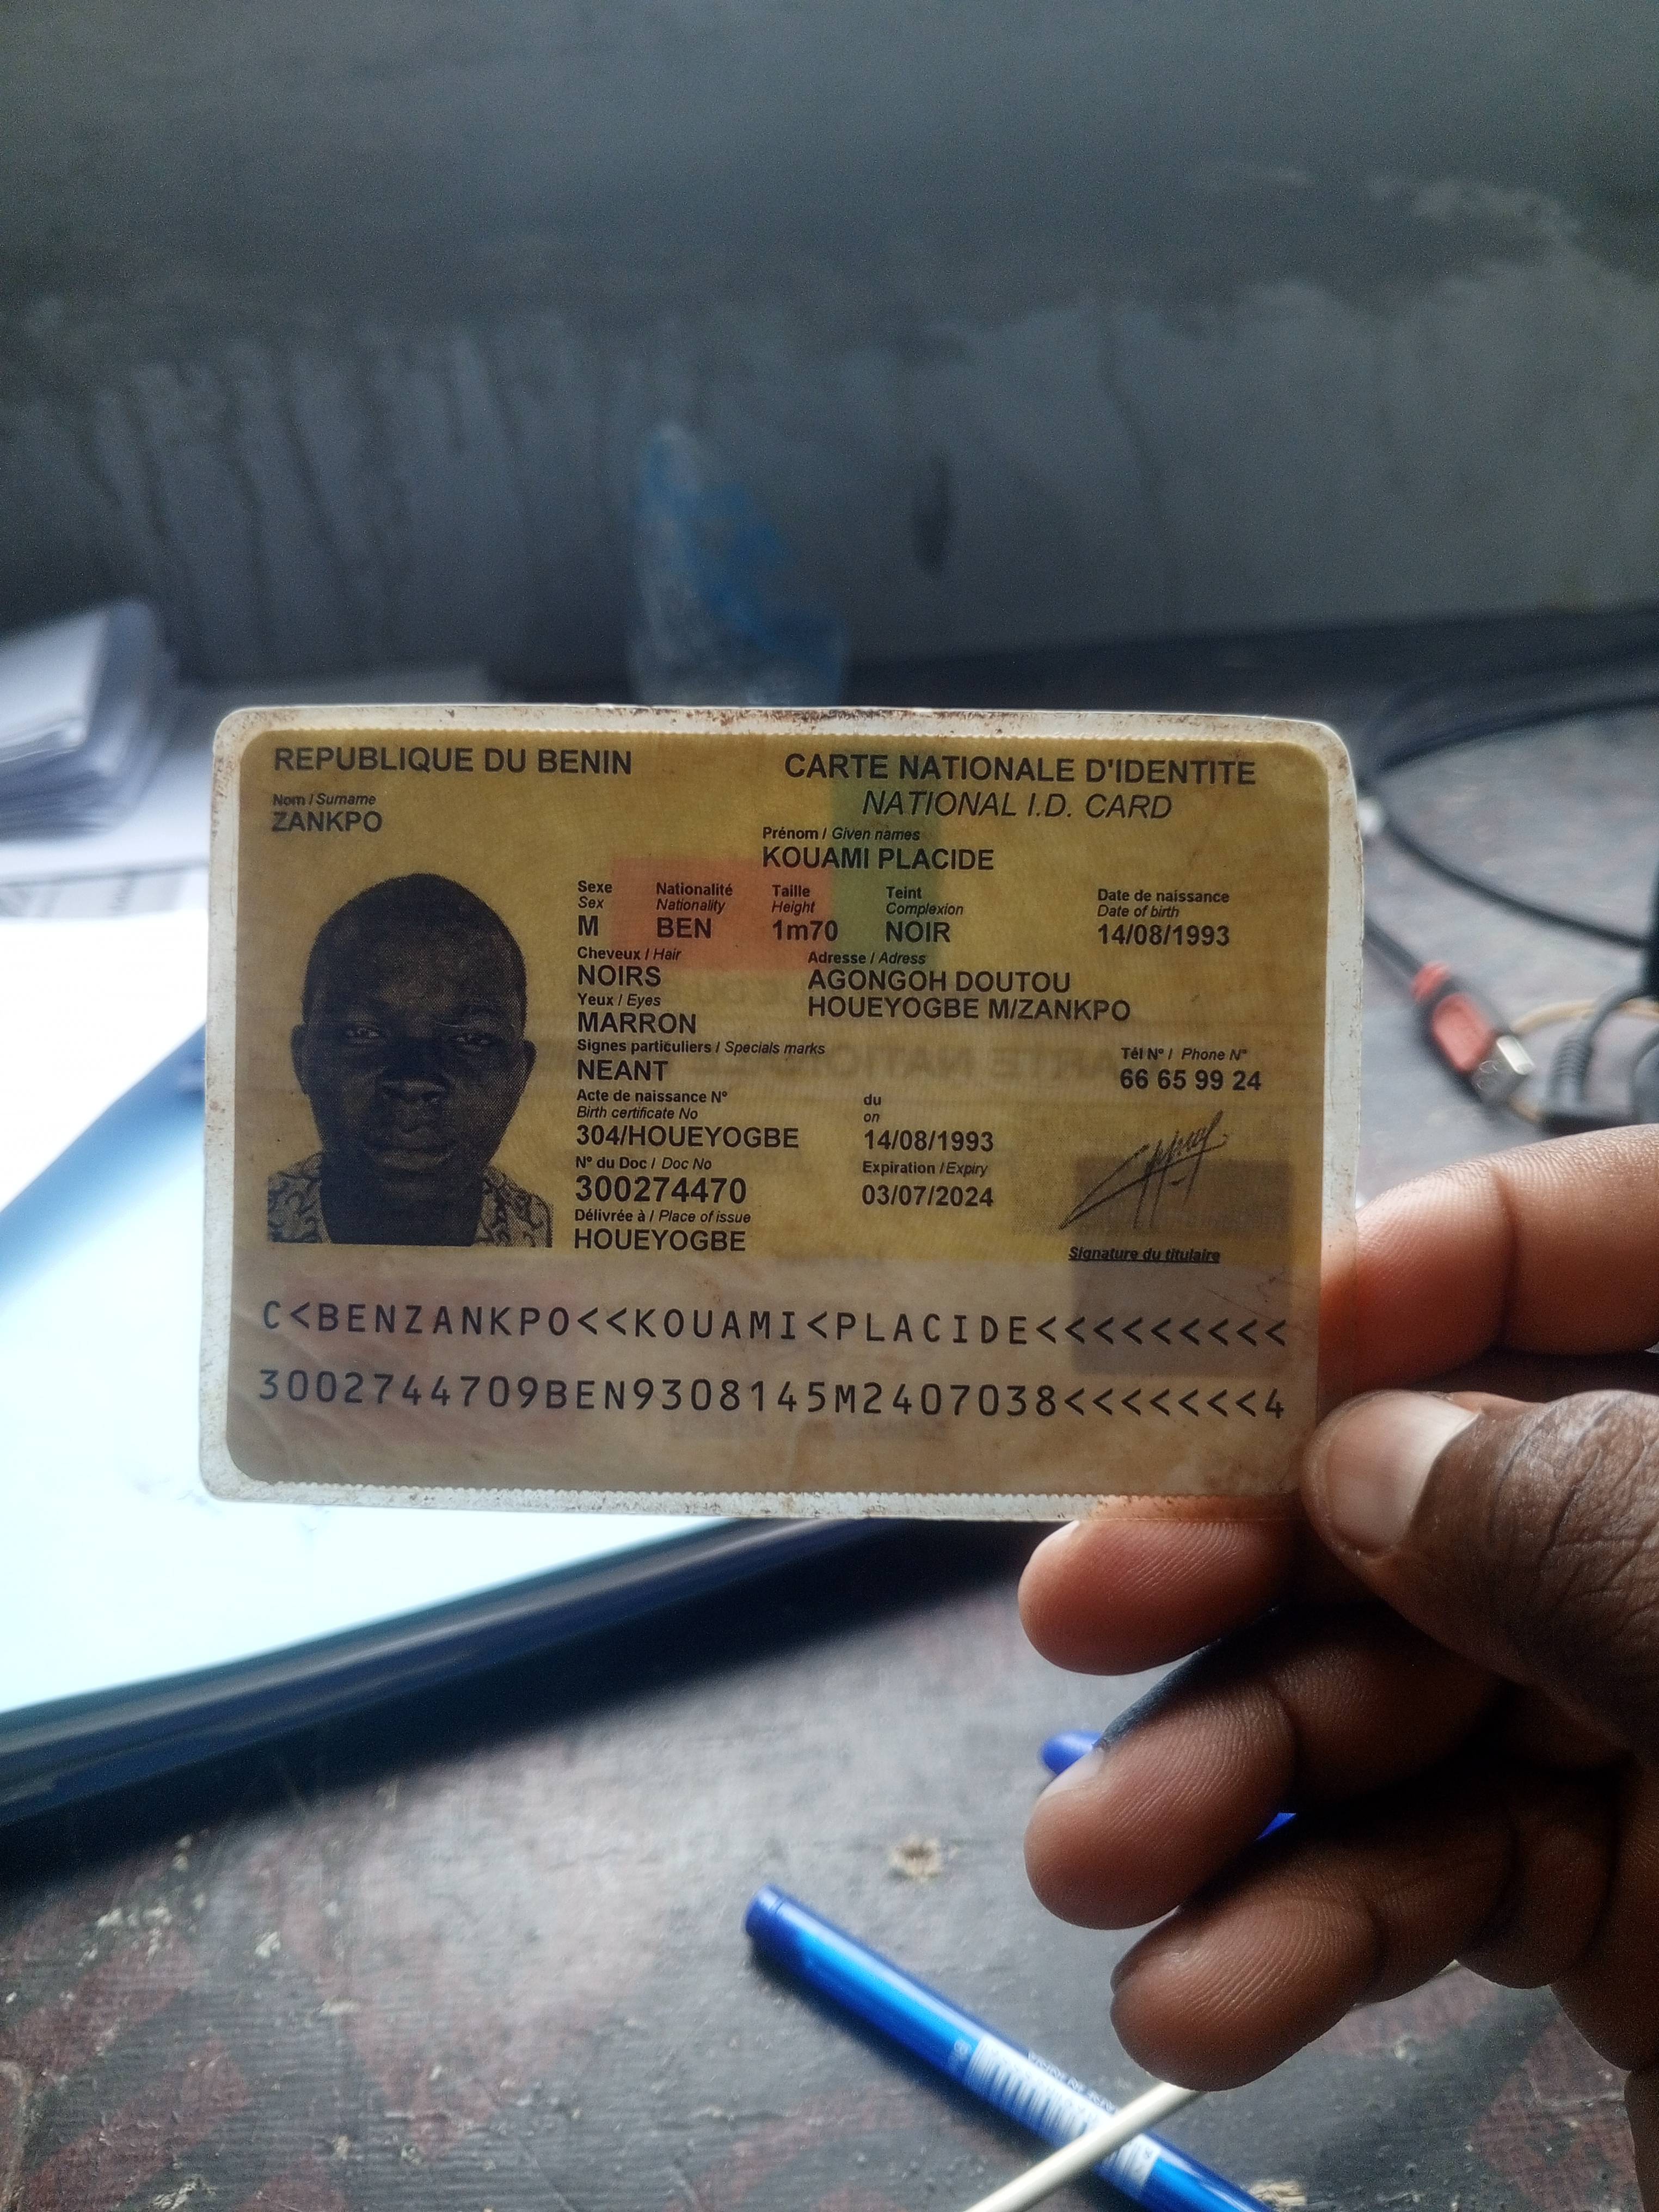 REPUBLIQUE DU BENIN
CARTE NATIONALE D'IDENTITE
NATIONAL I.D. CARD
Nom / Surname
ZANKPO
Prénom / Given names
KOUAMI PLACIDE
Sexe Nationalité Taille Teint Date de naissance
Sex Nationality Height Complexion Date of birth
M BEN 1m70 NOIR 14/08/1993
Cheveux / Hair Adresse / Adress
NOIRS AGONGOH DOUTOU
Yeux / Eyes HOUEYOGBE M/ZANKPO
MARRON
Signes particuliers / Specials marks Tél N° / Phone N°
NEANT 66 65 99 24
Acte de naissance N° du
Birth certificate No on
304/HOUEYOGBE 14/08/1993
N° du Doc / Doc No Expiration / Expiry
300274470 03/07/2024
Délivrée à / Place of issue
HOUEYOGBE
Signature du titulaire
C<BENZANKPO<<KOUAMI<PLACIDE<<<<<<<<<
3002744709BEN9308145M2407038<<<<<<<4